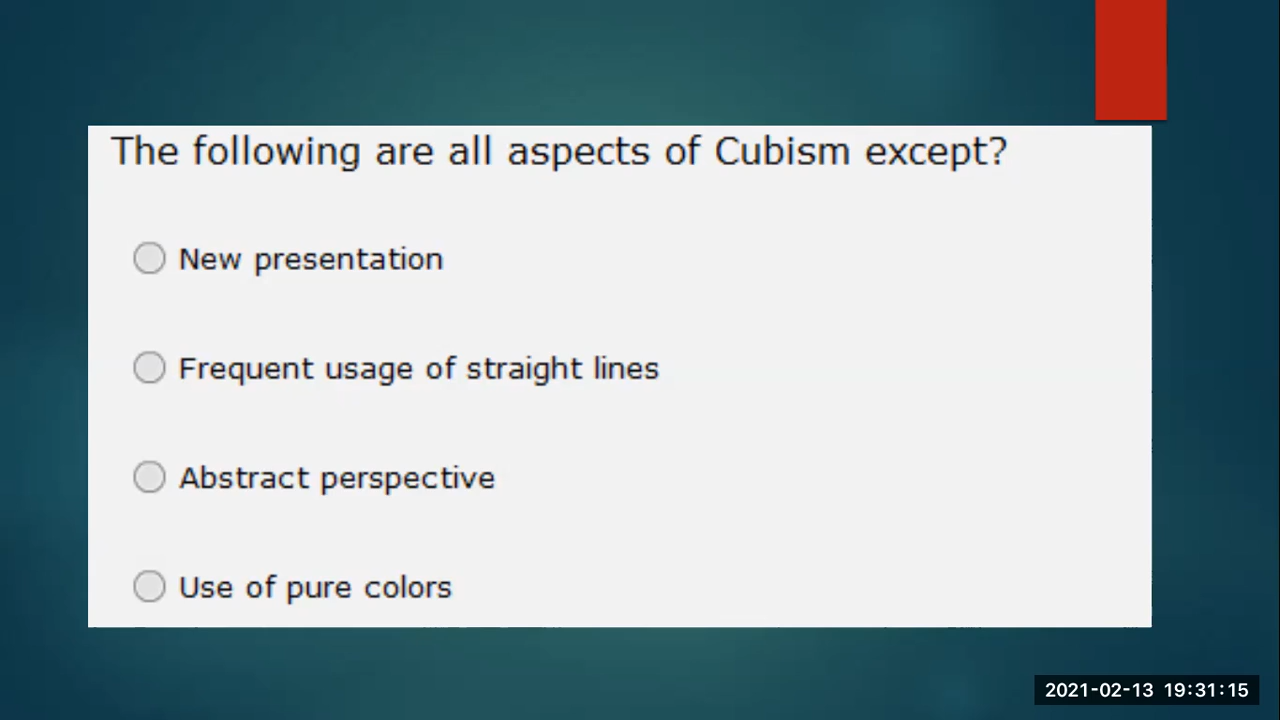 The following are all aspects of Cubism except?
New presentation
Frequent usage of straight lines
Abstract perspective
Use of pure colors
2021-02-13 19:31:15